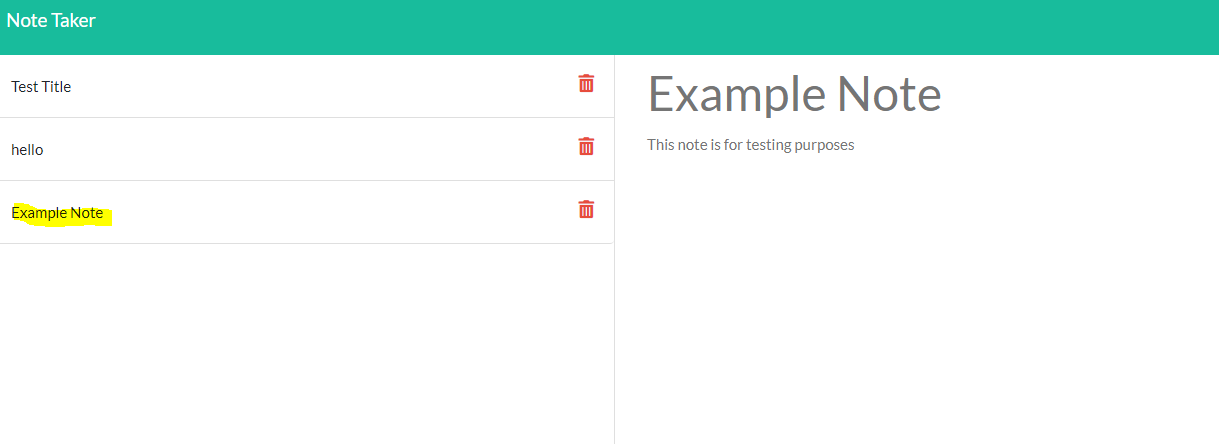 Note Taker
Test Title
hello
Example Note
Example Note
This note is for testing purposes